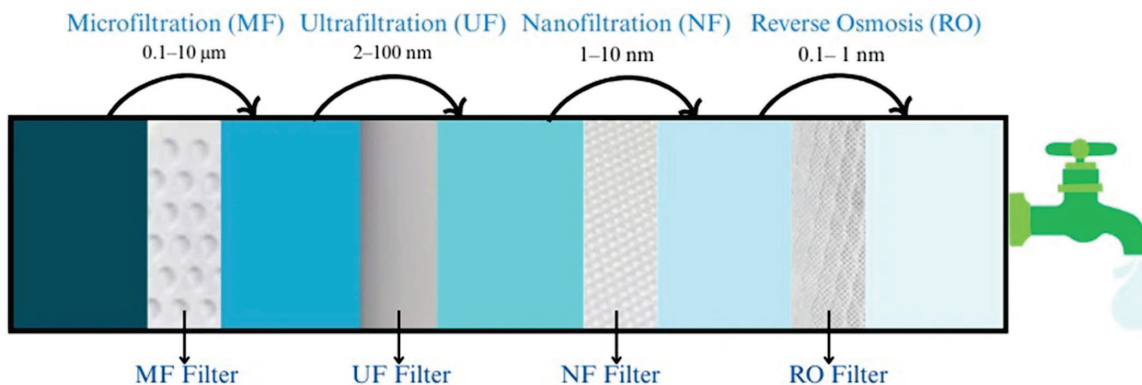 Microfiltration (MF) Ultrafiltration (UF) Nanofiltration (NF) Reverse Osmosis (RO)
0.1–10 µm 2–100 nm 1–10 nm 0.1– 1 nm
MF Filter UF Filter NF Filter RO Filter